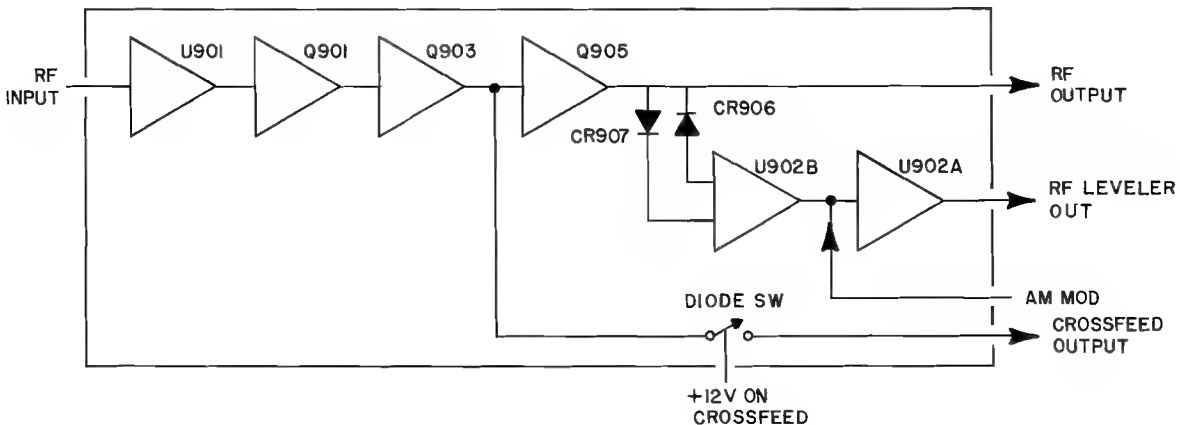 U901
Q901
Q903
Q905
RF
INPUT
RF
OUTPUT
CR906
CR907
U902B
U902A
RF LEVELER
OUT
DIODE SW
AM MOD
CROSSFEED
OUTPUT
+12V ON
CROSSFEED